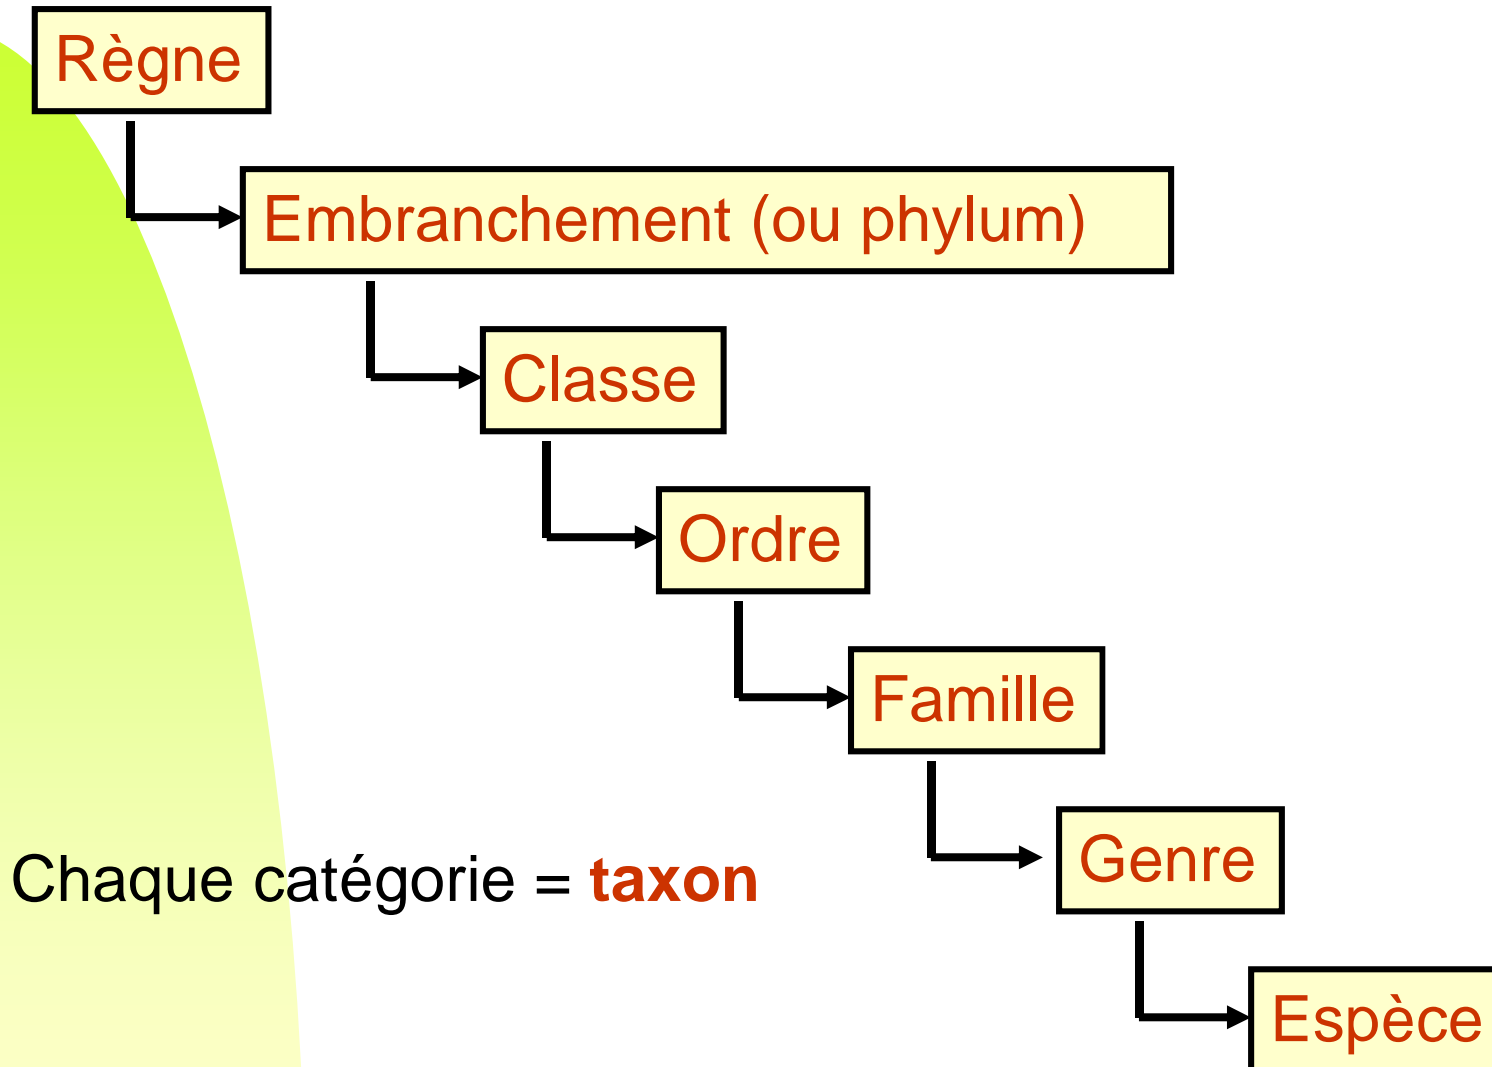 Règne
Embranchement (ou phylum)
Classe
Ordre
Famille
Genre
Chaque catégorie = taxon
Espèce